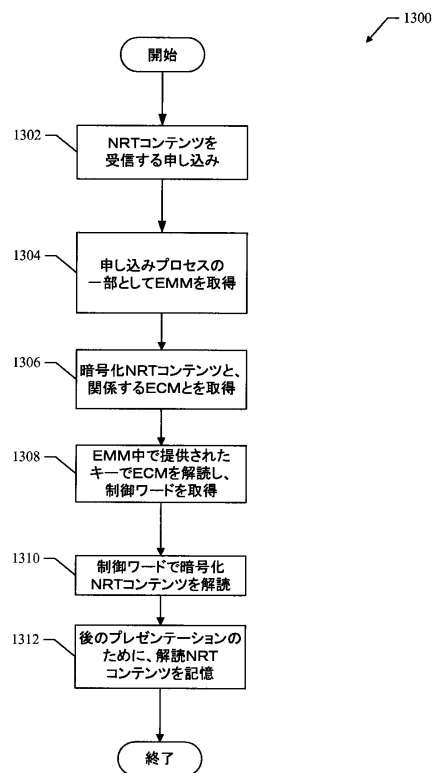 1300
開始
1302
NRTコンテンツを
受信する申し込み
1304
申し込みプロセスの
一部としてEMMを取得
1306
暗号化NRTコンテンツと、
関係するECMとを取得
1308
EMM中で提供された
キーでECMを解読し、
制御ワードを取得
1310
制御ワードで暗号化
NRTコンテンツを解読
1312
後のプレゼンテーションの
ために、解読NRT
コンテンツを記憶
終了